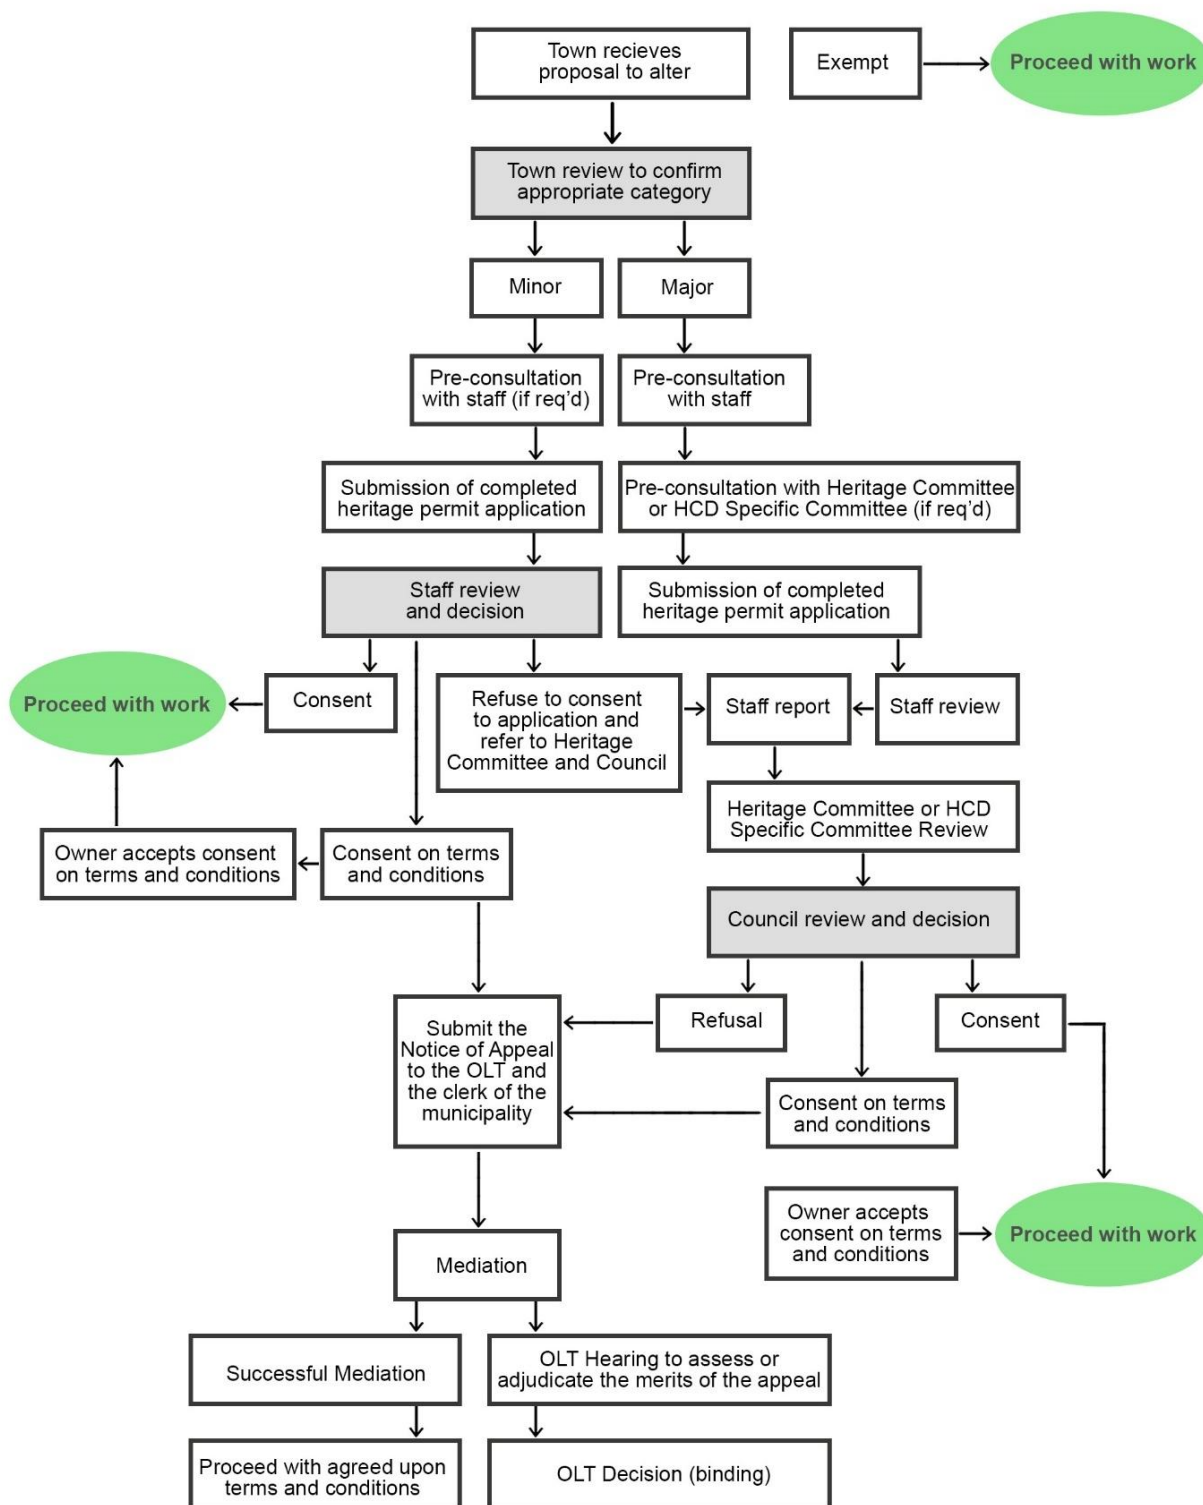 Town recieves
proposal to alter
Exempt
Proceed with work
Town review to confirm
appropriate category
Minor
Major
Pre-consultation
with staff (if req’d)
Pre-consultation
with staff
Submission of completed
heritage permit application
Pre-consultation with Heritage Committee
or HCD Specific Committee (if req’d)
Staff review
and decision
Submission of completed
heritage permit application
Proceed with work
Consent
Refuse to consent
to application and
refer to Heritage
Committee and Council
Staff report
Staff review
Heritage Committee or HCD
Specific Committee Review
Owner accepts consent
on terms and conditions
Consent on terms
and conditions
Council review and decision
Submit the
Notice of Appeal
to the OLT and
the clerk of the
municipality
Refusal
Consent
Consent on terms
and conditions
Owner accepts
consent on terms
and conditions
Proceed with work
Mediation
Successful Mediation
OLT Hearing to assess or
adjudicate the merits of the appeal
Proceed with agreed upon
terms and conditions
OLT Decision (binding)